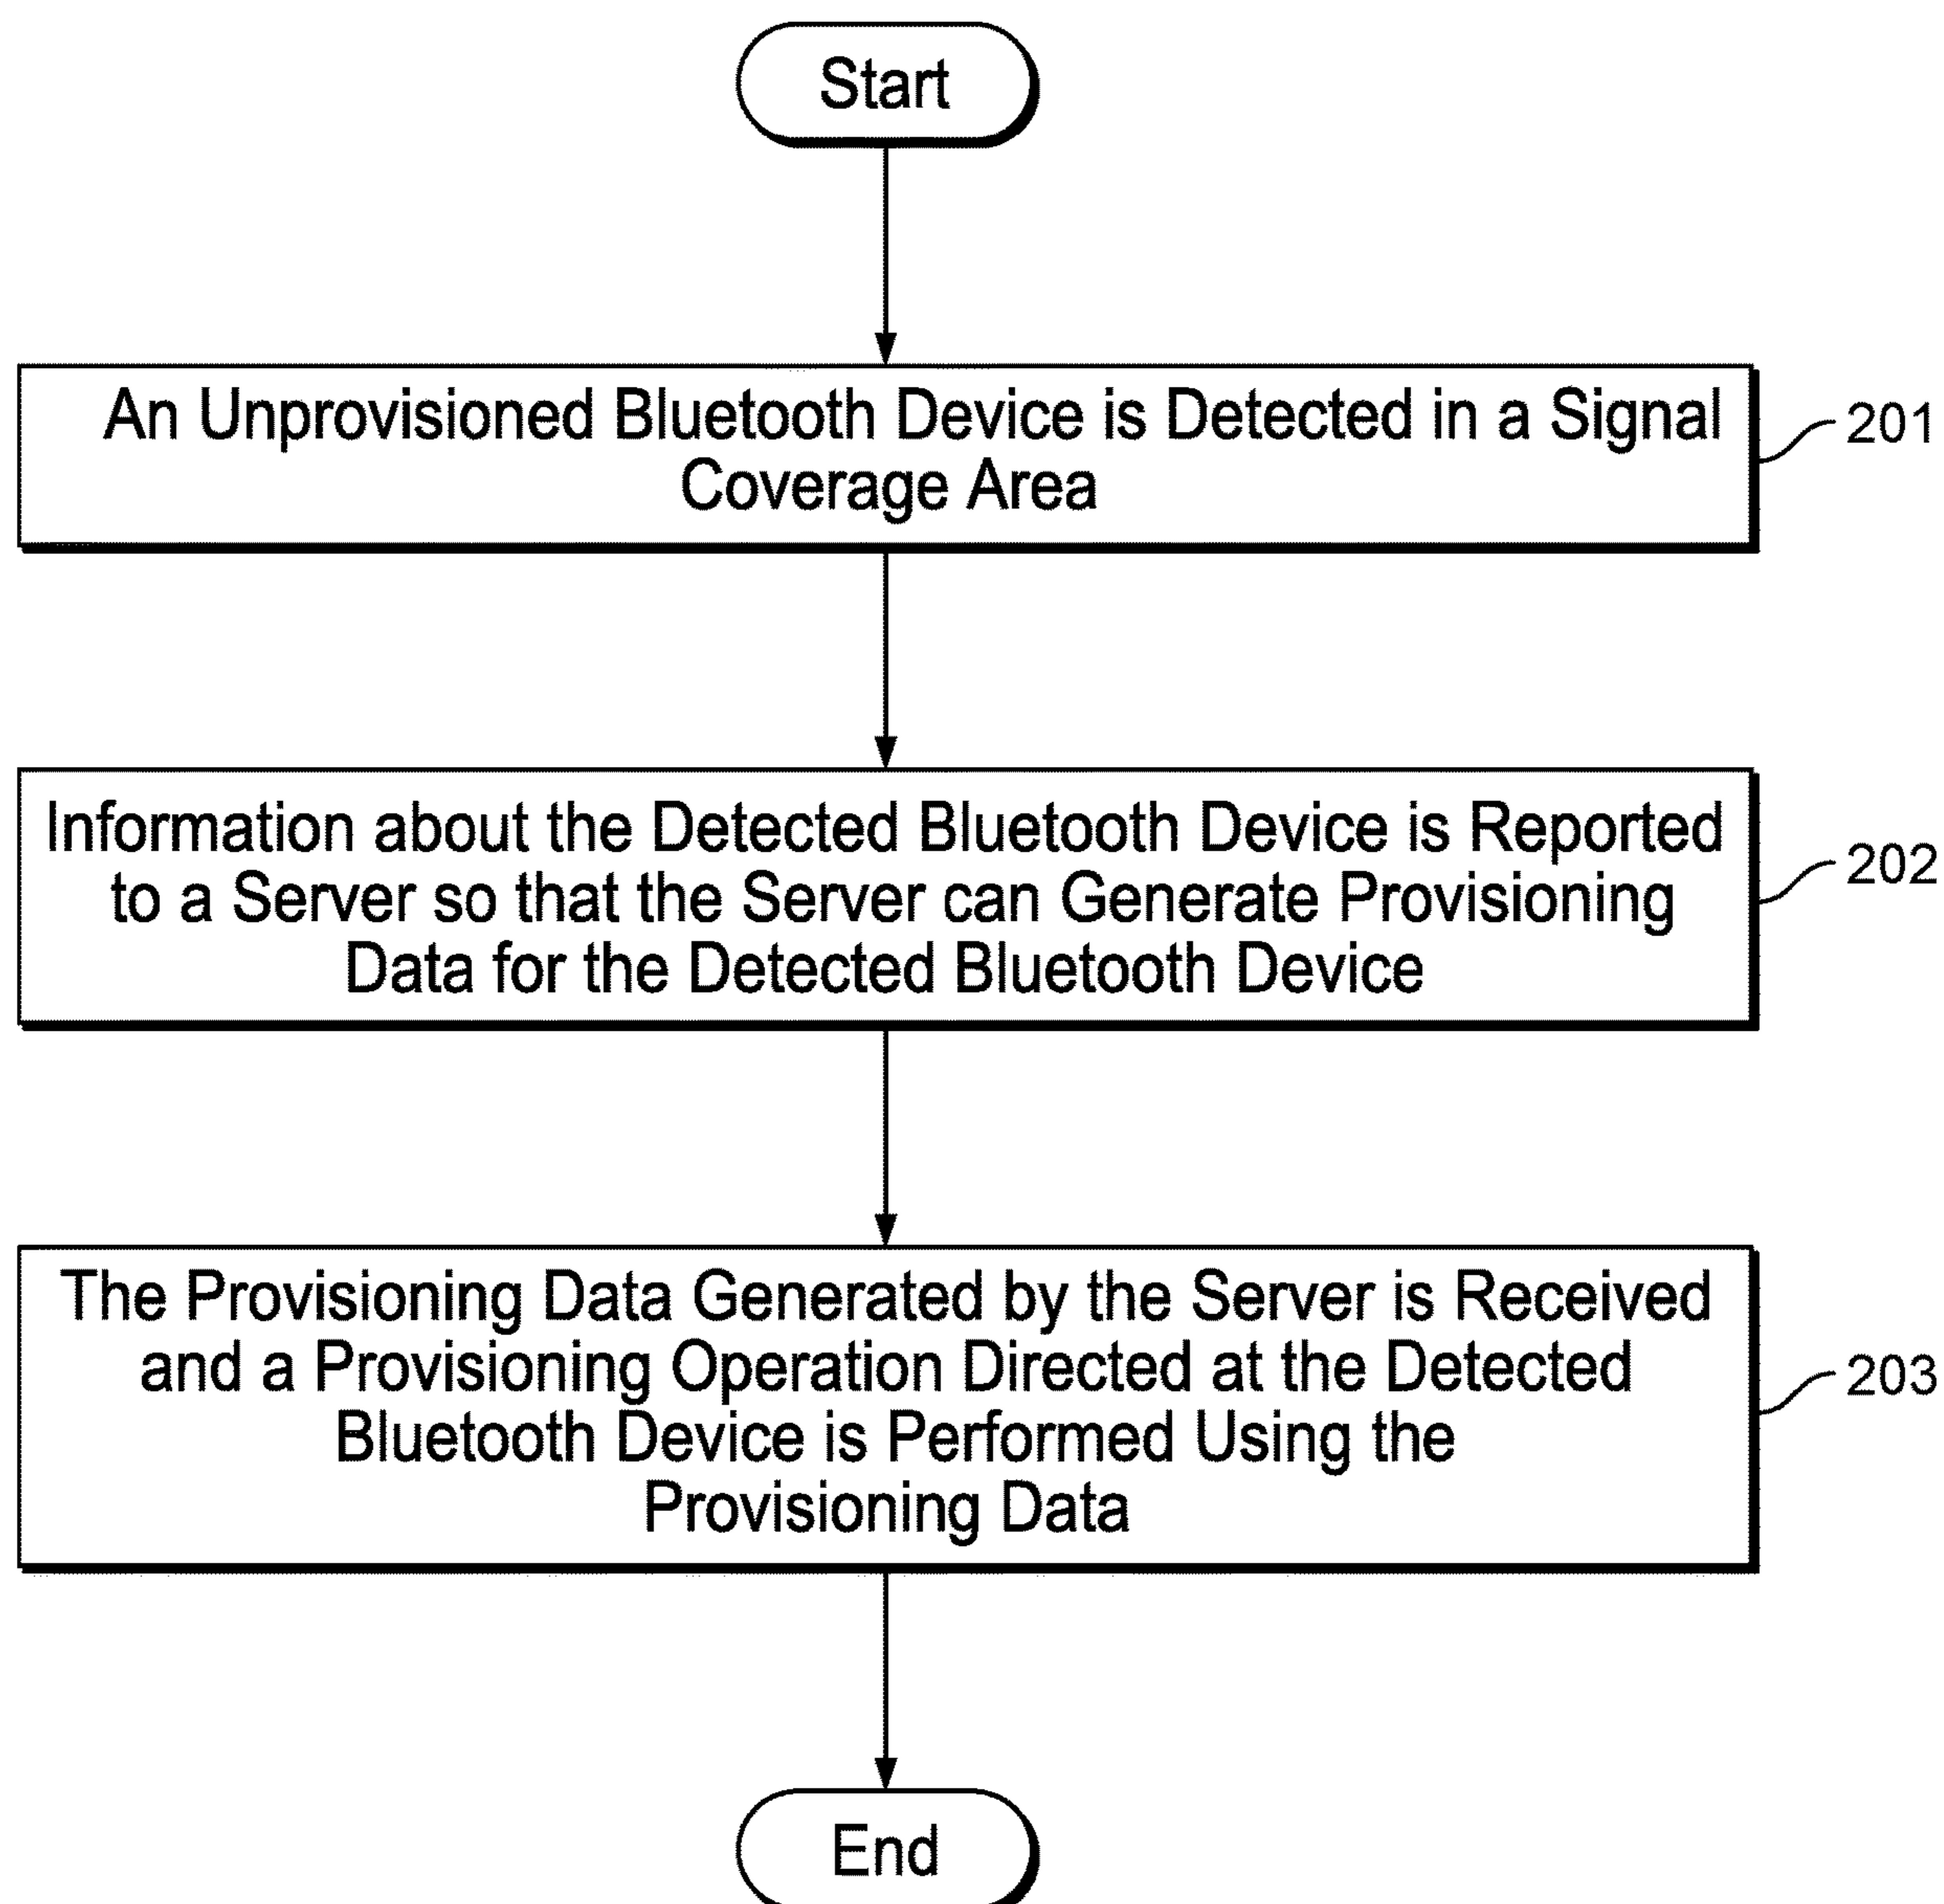 Start
An Unprovisioned Bluetooth Device is Detected in a Signal
Coverage Area
201
Information about the Detected Bluetooth Device is Reported
to a Server so that the Server can Generate Provisioning
Data for the Detected Bluetooth Device
202
The Provisioning Data Generated by the Server is Received
and a Provisioning Operation Directed at the Detected
Bluetooth Device is Performed Using the
Provisioning Data
203
End